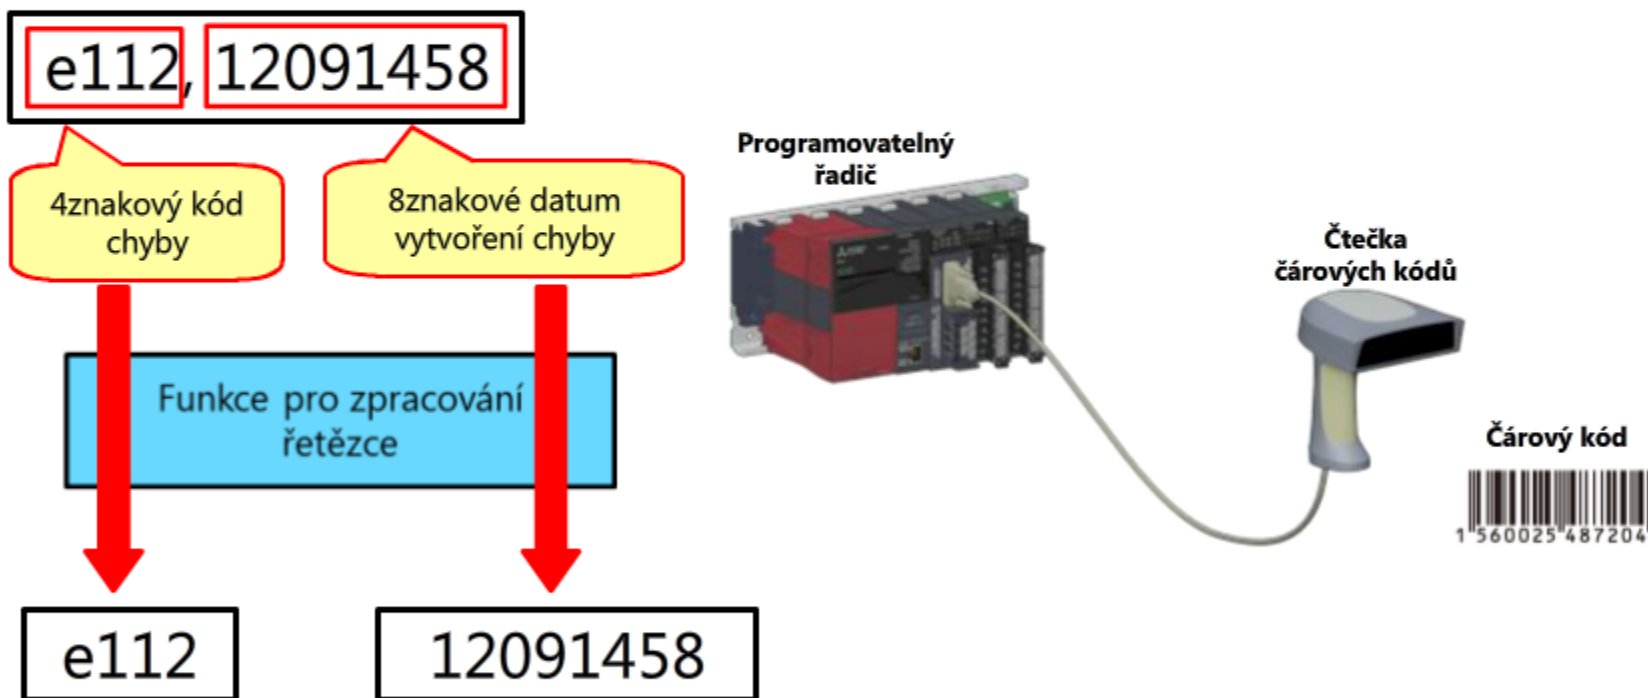 e112, 12091458
4znakový kód
chyby
8znakové datum
vytvoření chyby
Funkce pro zpracování
řetězce
e112
12091458
Programovatelný
řadič
Čtečka
čárových kódů
Čárový kód
1 560025 487204